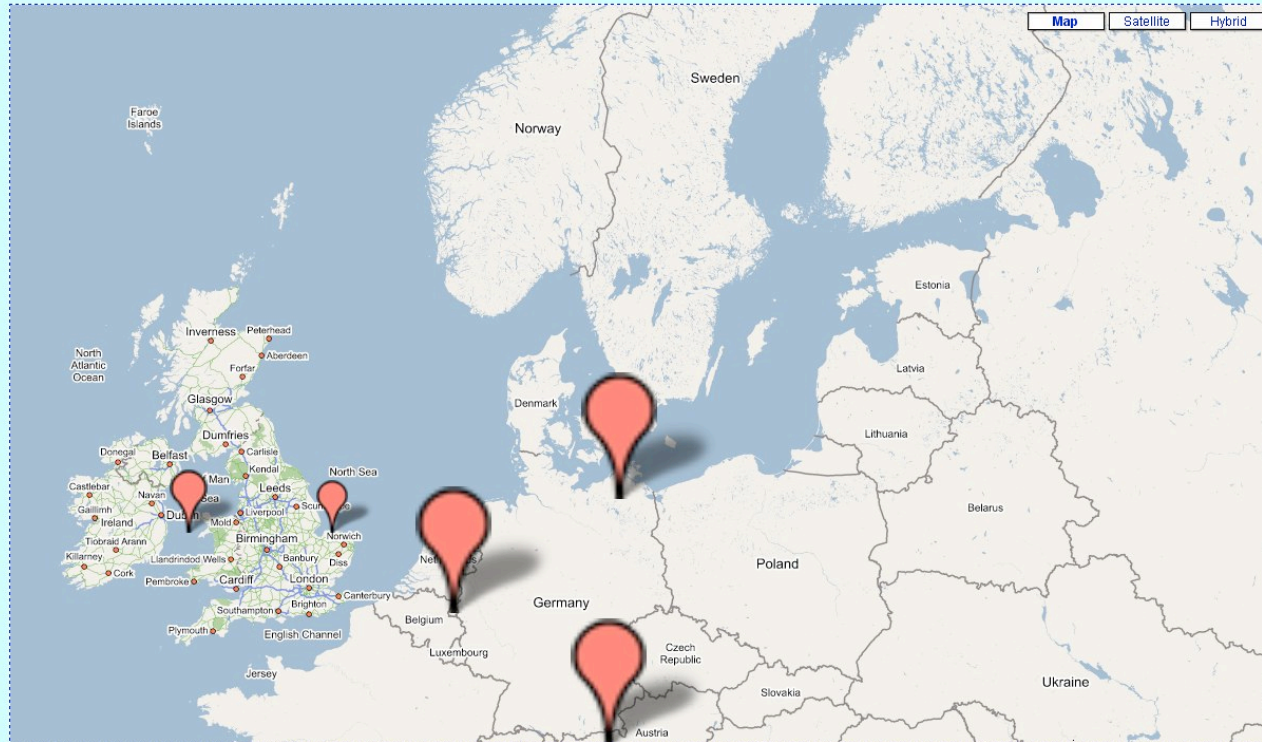 Map
Satellite
Hybrid
Sweden
Faroe
Islands
Norway
Estonia
Inverness
Peterhead
Aberdeen
North
Atlantic
Ocean
Forfar
Latvia
Glasgow
Denmark
Dumfries
Lithuania
Donegal
Belfast
Carlisle
Kendal
North Sea
Man
Castlebar
Navan
Sea
Leeds
Gaillimh
Ireland
Liverpool
Mold
Belarus
Tiobraid Arann
Birmingham
Norwich
Killarney
Llandrindod Wells
Banbury
Diss
Poland
Cork
Pembroke
Cardiff
London
Canterbury
Germany
Southampton
Brighton
Belgium
Plymouth
English Channel
Luxembourg
Czech
Republic
Jersey
Ukraine
Slovakia
Austria